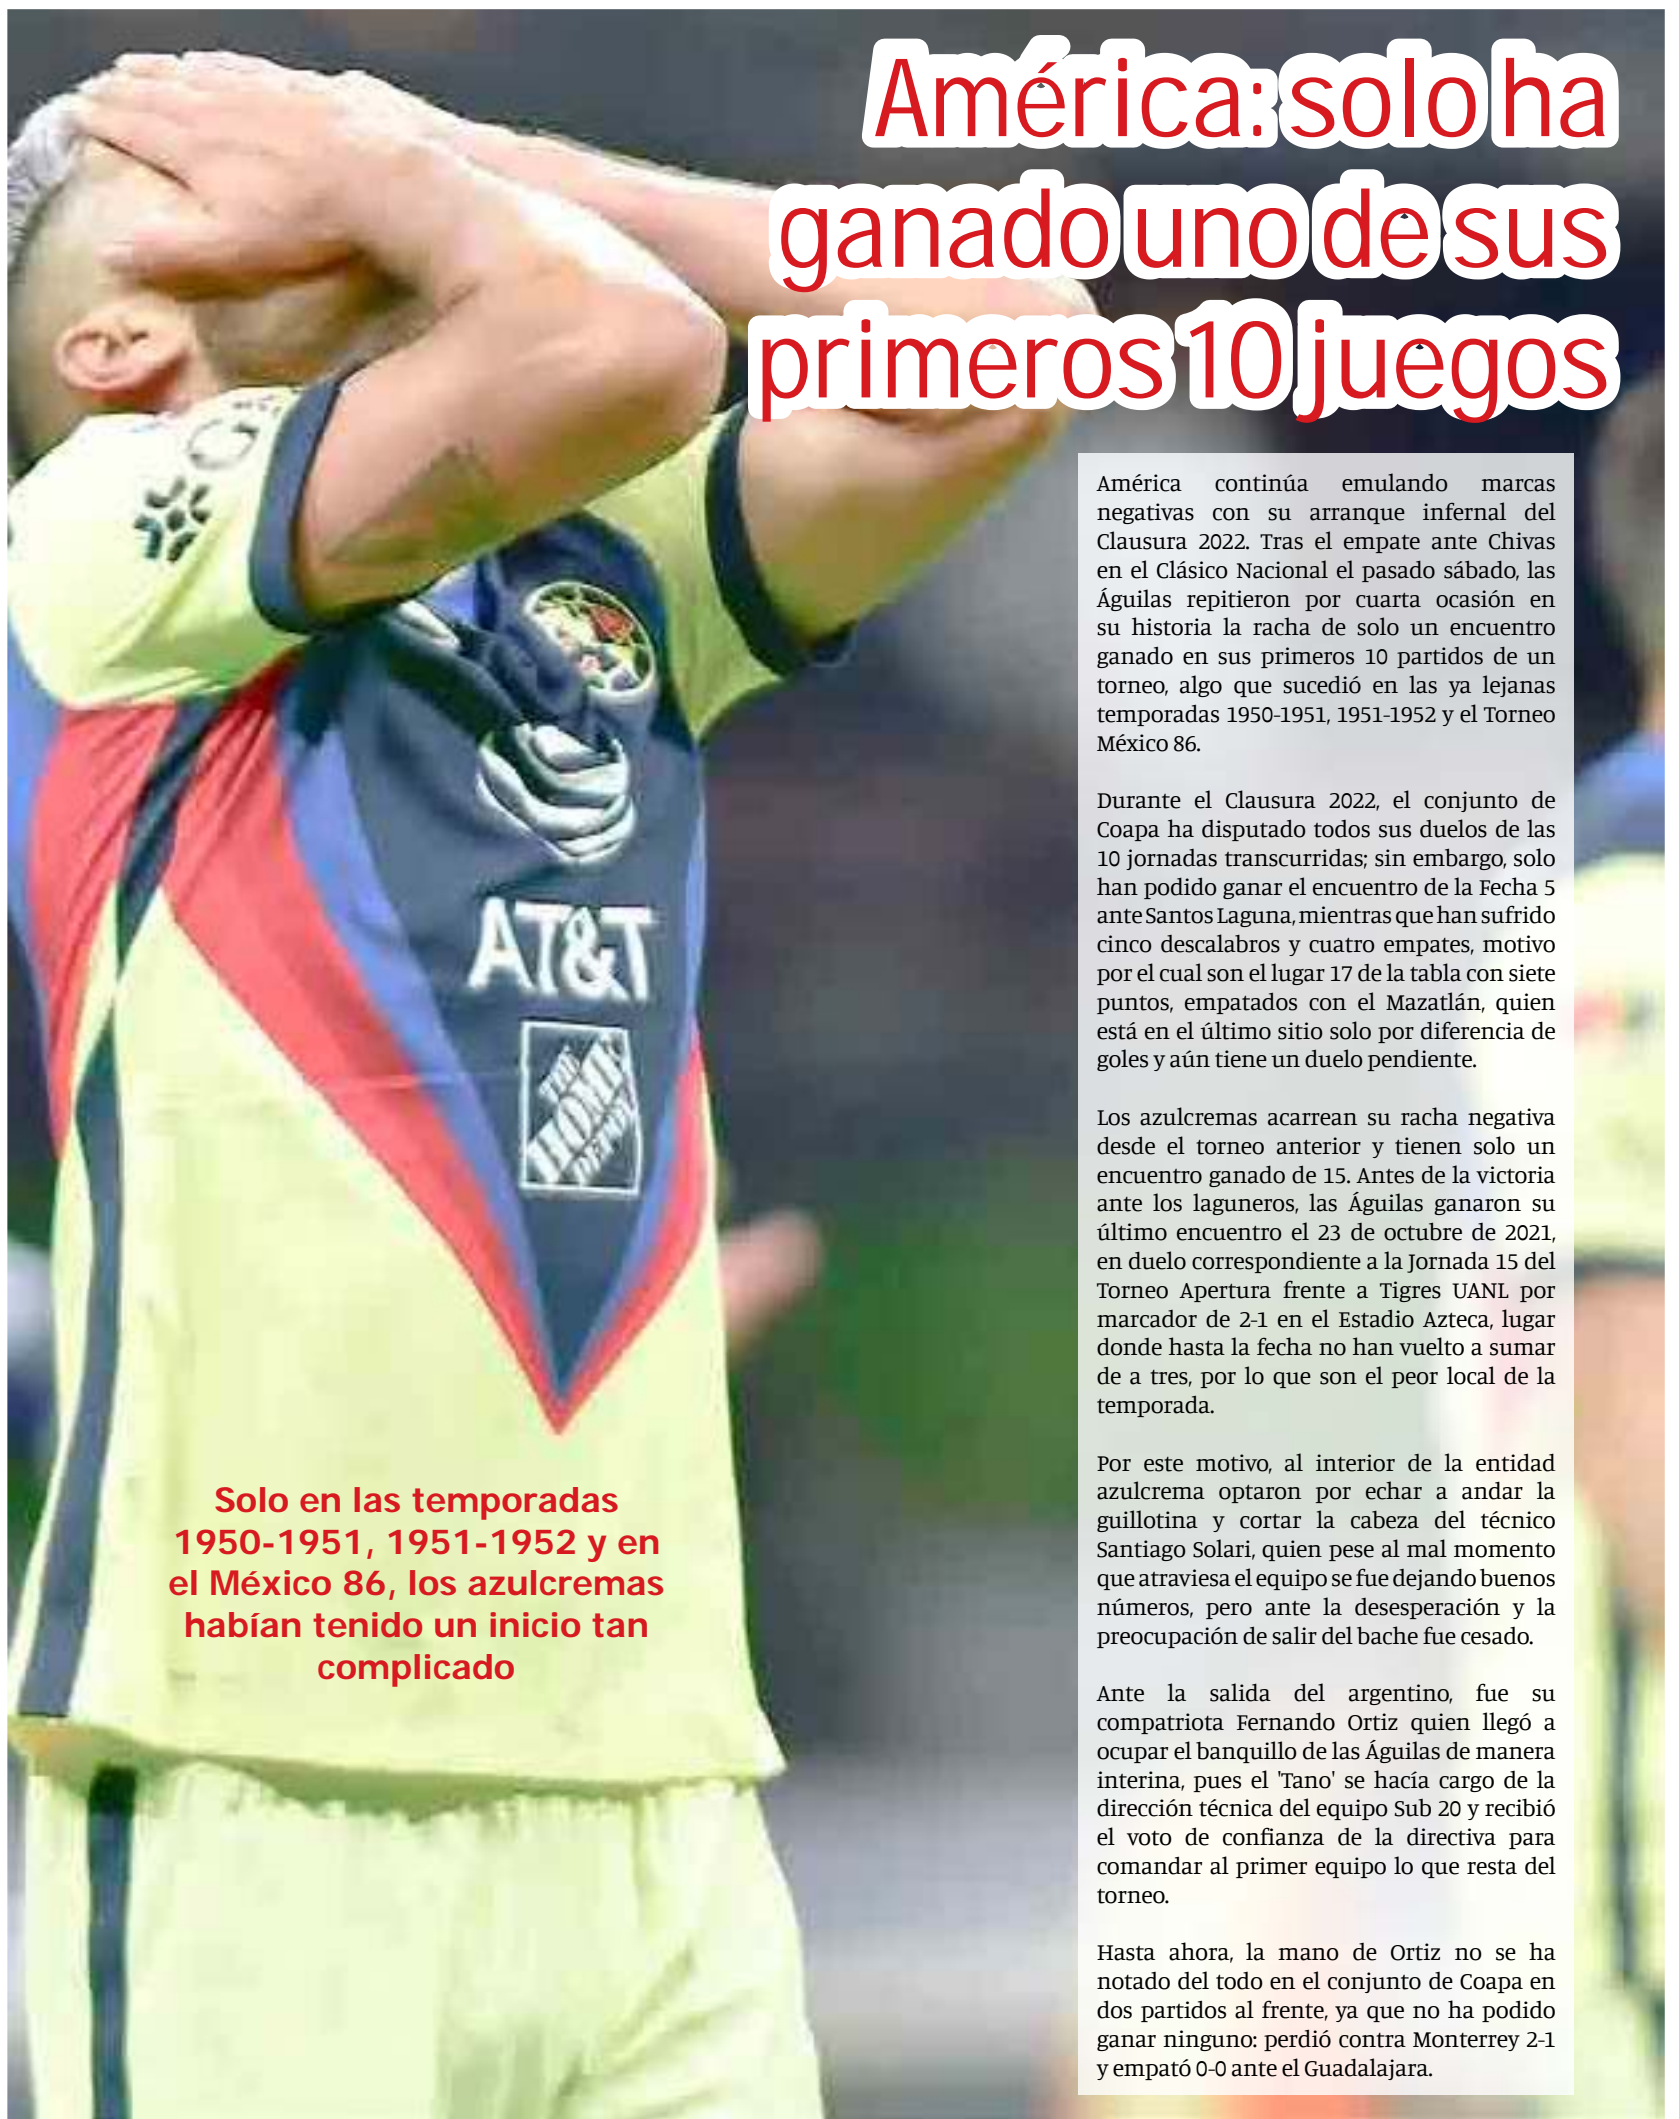 América: solo ha
ganado uno de sus
primeros 10 juegos
América continúa emulando marcas
negativas con su arranque infernal del
Clausura 2022. Tras el empate ante Chivas
en el Clásico Nacional el pasado sábado, las
Águilas repitieron por cuarta ocasión en
su historia la racha de solo un encuentro
ganado en sus primeros 10 partidos de un
torneo, algo que sucedió en las ya lejanas
temporadas 1950-1951, 1951-1952 y el Torneo
México 86.
Durante el Clausura 2022, el conjunto de
Coapa ha disputado todos sus duelos de las
10 jornadas transcurridas; sin embargo, solo
han podido ganar el encuentro de la Fecha 5
ante Santos Laguna, mientras que han sufrido
cinco descalabros y cuatro empates, motivo
por el cual son el lugar 17 de la tabla con siete
puntos, empatados con el Mazatlán, quien
está en el último sitio solo por diferencia de
goles y aún tiene un duelo pendiente.
Los azulcremas acarrean su racha negativa
desde el torneo anterior y tienen solo un
encuentro ganado de 15. Antes de la victoria
ante los laguneros, las Águilas ganaron su
último encuentro el 23 de octubre de 2021,
en duelo correspondiente a la Jornada 15 del
Torneo Apertura frente a Tigres UANL por
marcador de 2-1 en el Estadio Azteca, lugar
donde hasta la fecha no han vuelto a sumar
de a tres, por lo que son el peor local de la
temporada.
Por este motivo, al interior de la entidad
azulcrema optaron por echar a andar la
guillotina y cortar la cabeza del técnico
Santiago Solari, quien pese al mal momento
que atraviesa el equipo se fue dejando buenos
números, pero ante la desesperación y la
preocupación de salir del bache fue cesado.
Ante la salida del argentino, fue su
compatriota Fernando Ortiz quien llegó a
ocupar el banquillo de las Águilas de manera
interina, pues el 'Tano' se hacía cargo de la
dirección técnica del equipo Sub 20 y recibió
el voto de confianza de la directiva para
comandar al primer equipo lo que resta del
torneo.
Hasta ahora, la mano de Ortiz no se ha
notado del todo en el conjunto de Coapa en
dos partidos al frente, ya que no ha podido
ganar ninguno: perdió contra Monterrey 2-1
y empató 0-0 ante el Guadalajara.
AT&T
THE
HOME
DEPOT
Solo en las temporadas
1950-1951, 1951-1952 y en
el México 86, los azulcremas
habían tenido un inicio tan
complicado